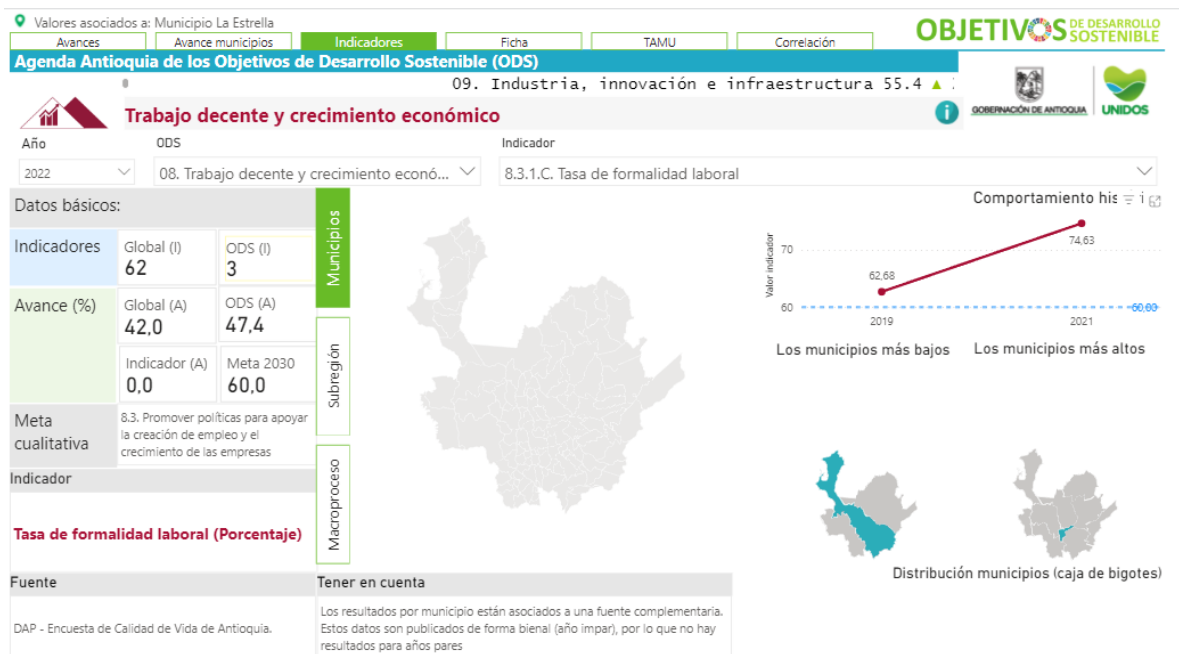 Valores asociados a: Municipio La Estrella
Avances
Avance municipios
Indicadores
Ficha
TAMU
Correlación
OBJETIVOS DE DESARROLLO
SOSTENIBLE
Agenda Antioquia de los Objetivos de Desarrollo Sostenible (ODS)
09. Industria, innovación e infraestructura 55.4 ▲
GOBERNACIÓN DE ANTIOQUIA
UNIDOS
Trabajo decente y crecimiento económico
i
Año
ODS
Indicador
2022
08. Trabajo decente y crecimiento econó...
8.3.1.C. Tasa de formalidad laboral
Datos básicos:
Indicadores
Global (I)
62
ODS (I)
3
Avance (%)
Global (A)
42,0
ODS (A)
47,4
Indicador (A)
0,0
Meta 2030
60,0
Meta
cualitativa
8.3. Promover políticas para apoyar
la creación de empleo y el
crecimiento de las empresas
Indicador
Tasa de formalidad laboral (Porcentaje)
Municipios
Subregión
Macroproceso
Comportamiento his
Valor indicador
70
60
62,68
74,63
60,00
2019
2021
Los municipios más bajos
Los municipios más altos
Distribución municipios (caja de bigotes)
Fuente
DAP - Encuesta de Calidad de Vida de Antioquia.
Tener en cuenta
Los resultados por municipio están asociados a una fuente complementaria.
Estos datos son publicados de forma bienal (año impar), por lo que no hay
resultados para años pares